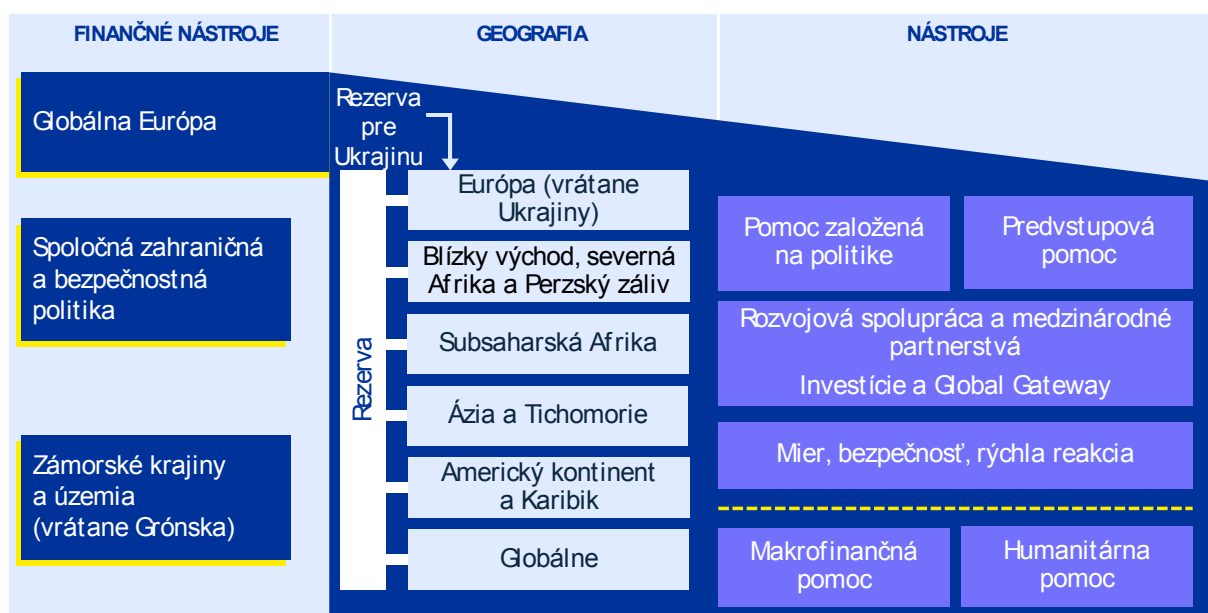 FINANČNÉ NÁSTROJE
GEOGRAFIA
NÁSTROJE
Globálna Európa
Spoločná zahraničná
a bezpečnostná
politika
Zámorské krajiny
a územia
(vrátane Grónska)
Rezerva
pre
Ukrajinu
Rezerva
Európa (vrátane
Ukrajiny)
Blízky východ, severná
Afrika a Perzský záliv
Subsaharská Afrika
Ázia a Tichomorie
Americký kontinent
a Karibik
Globálne
Pomoc založená
na politike
Predvstupová
pomoc
Rozvojová spolupráca a medzinárodné
partnerstvá
Investície a Global Gateway
Mier, bezpečnosť, rýchla reakcia
Makrofinančná
pomoc
Humanitárna
pomoc